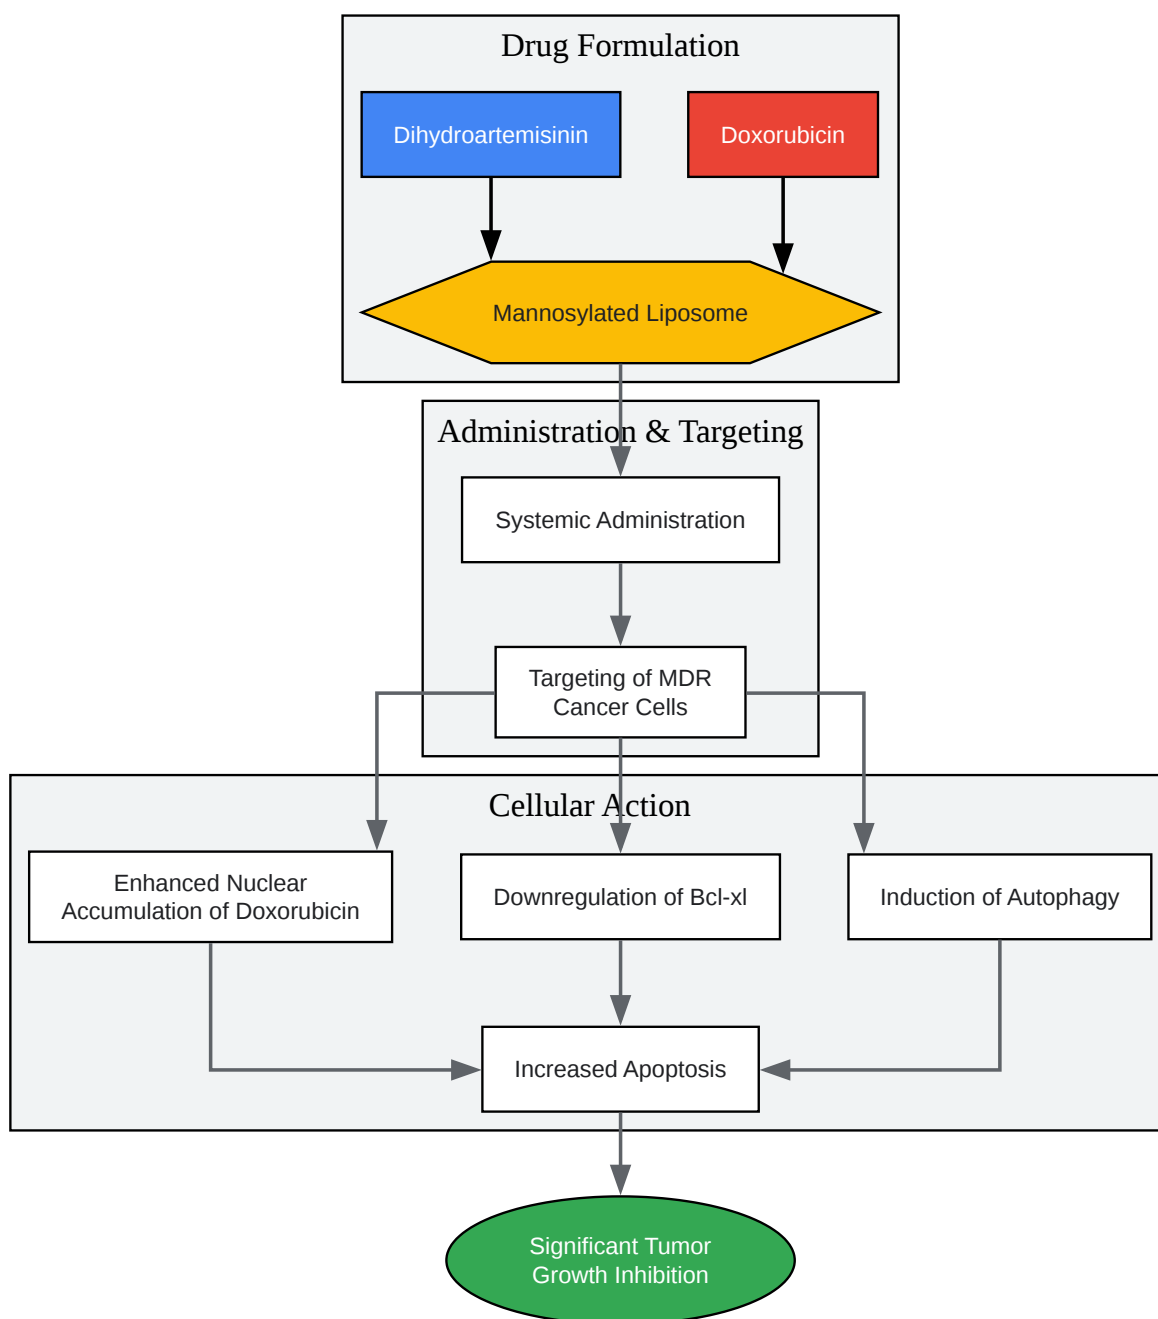 Drug Formulation
Dihydroartemisinin
Doxorubicin
Mannosylated Liposome
Administration & Targeting
Systemic Administration
Targeting of MDR
Cancer Cells
Cellular Action
Enhanced Nuclear
Accumulation of Doxorubicin
Downregulation of Bcl-xl
Induction of Autophagy
Increased Apoptosis
Significant Tumor
Growth Inhibition